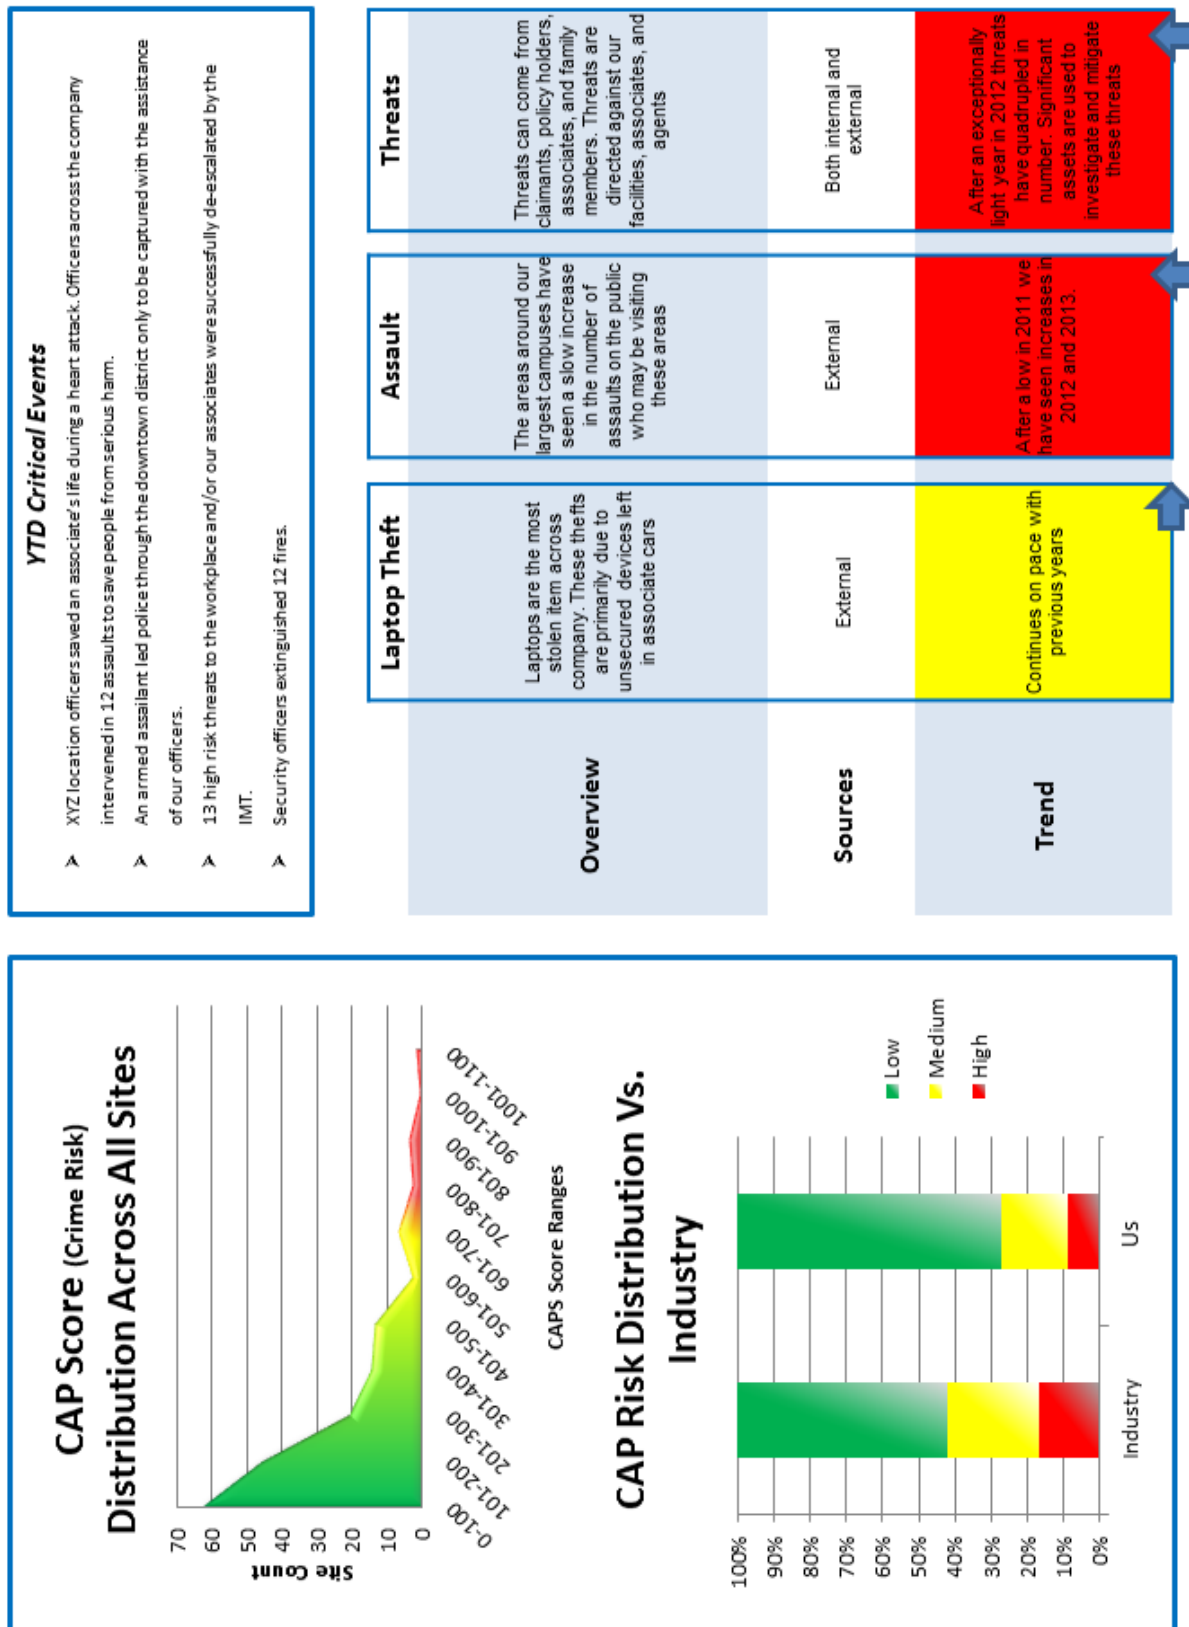 CAP Score (Crime Risk)
Distribution Across All Sites
70
60
50
40
30
20
10
0
Site Count
0-100
101-200
201-300
301-400
401-500
501-600
601-700
701-800
801-900
901-1000
1001-1100
CAPS Score Ranges
CAP Risk Distribution Vs.
Industry
100%
90%
80%
70%
60%
50%
40%
30%
20%
10%
0%
Industry
Us
Low
Medium
High
YTD Critical Events
➤ XYZ location officers saved an associate's life during a heart attack. Officers across the company
intervened in 12 assaults to save people from serious harm.
➤ An armed assailant led police through the downtown district only to be captured with the assistance
of our officers.
➤ 13 high risk threats to the workplace and/or our associates were successfully de-escalated by the
IMT.
➤ Security officers extinguished 12 fires.
Laptop Theft
Assault
Threats
Overview
Laptops are the most
stolen item across
company. These thefts
are primarily due to
unsecured devices left
in associate cars
The areas around our
largest campuses have
seen a slow increase
in the number of
assaults on the public
who may be visiting
these areas
Threats can come from
claimants, policy holders,
associates, and family
members. Threats are
directed against our
facilities, associates, and
agents
Sources
External
External
Both internal and
external
Trend
Continues on pace with
previous years
After a low in 2011 we
have seen increases in
2012 and 2013.
After an exceptionally
light year in 2012 threats
have quadrupled in
number. Significant
assets are used to
investigate and mitigate
these threats